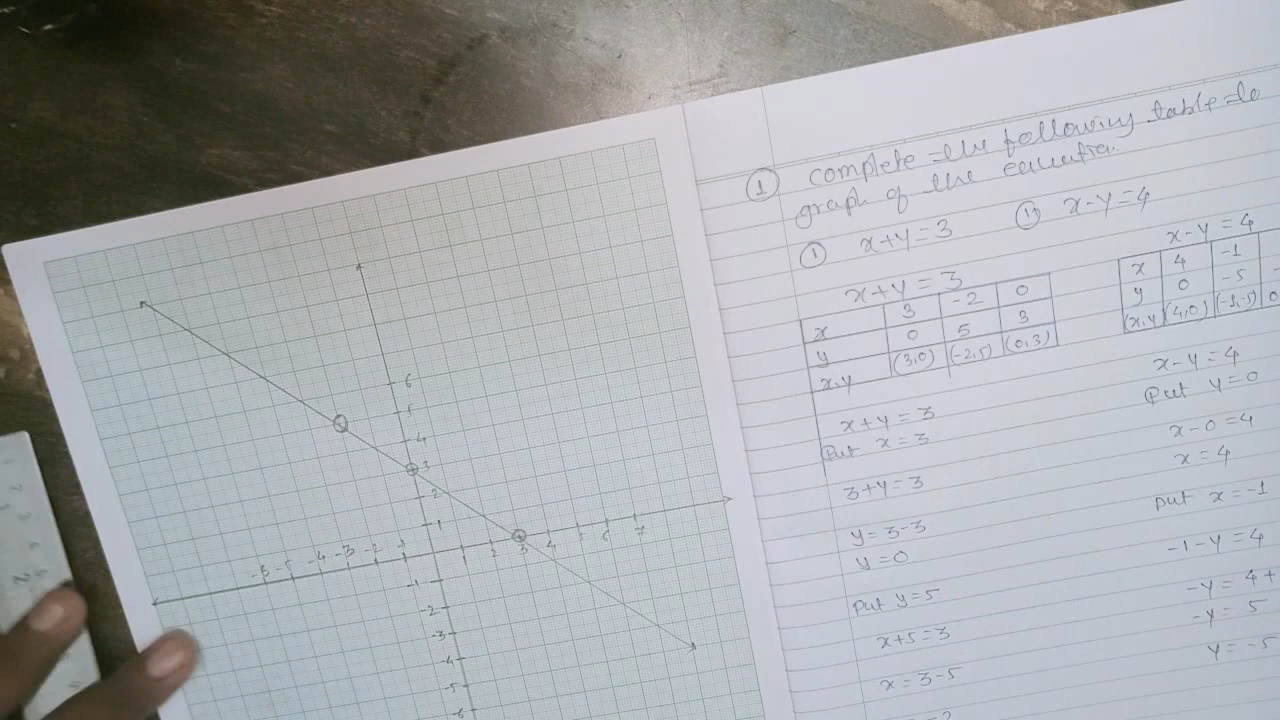 ① complete the following table to
graph of the equation.
① x+y=3 ⑪ x-y=4
x+y=3
x 3 -2 0
y 0 5 3
x,y (3,0) (-2,5) (0,3)
x+y=3
Put x=3
3+y=3
y=3-3
y=0
Put y=5
x+5=3
x=3-5
x-y=4
x 4 -1
y 0 -5
(x,y) (4,0) (-1,-5)
x-y=4
Put y=0
x-0=4
x=4
Put x=-1
-1-y=4
-y=4+
-y=5
y=-5
6
5
4
3
2
1
-6 -5 -4 -3 -2 -1 1 2 3 4 5 6 7
-1
-2
-3
-4
-5
-6